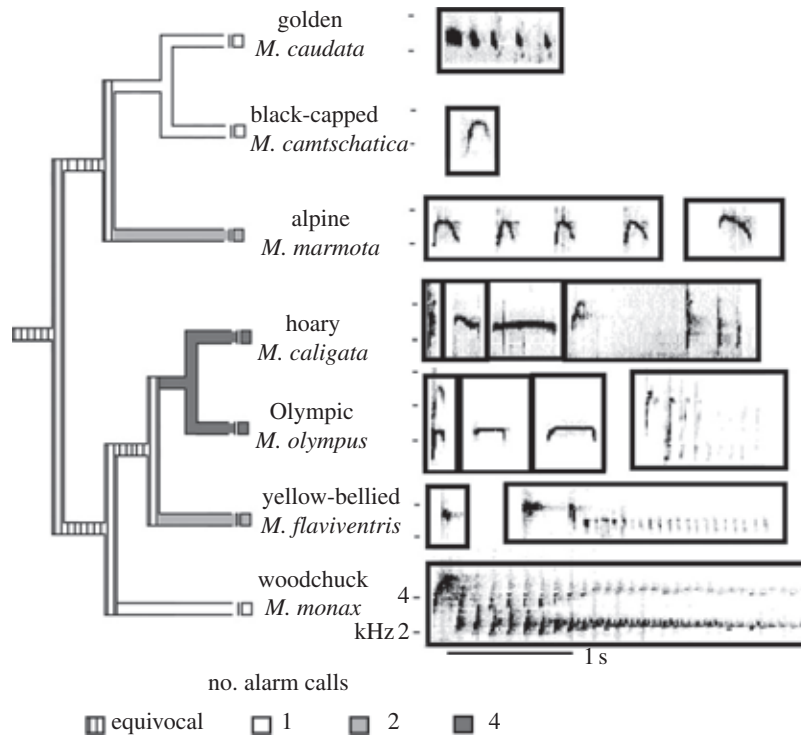 golden
M. caudata
black-capped
M. camtschatica
alpine
M. marmota
hoary
M. caligata
Olympic
M. olympus
yellow-bellied
M. flaviventris
woodchuck
M. monax
4
kHz 2
1 s
no. alarm calls
equivocal 1 2 4